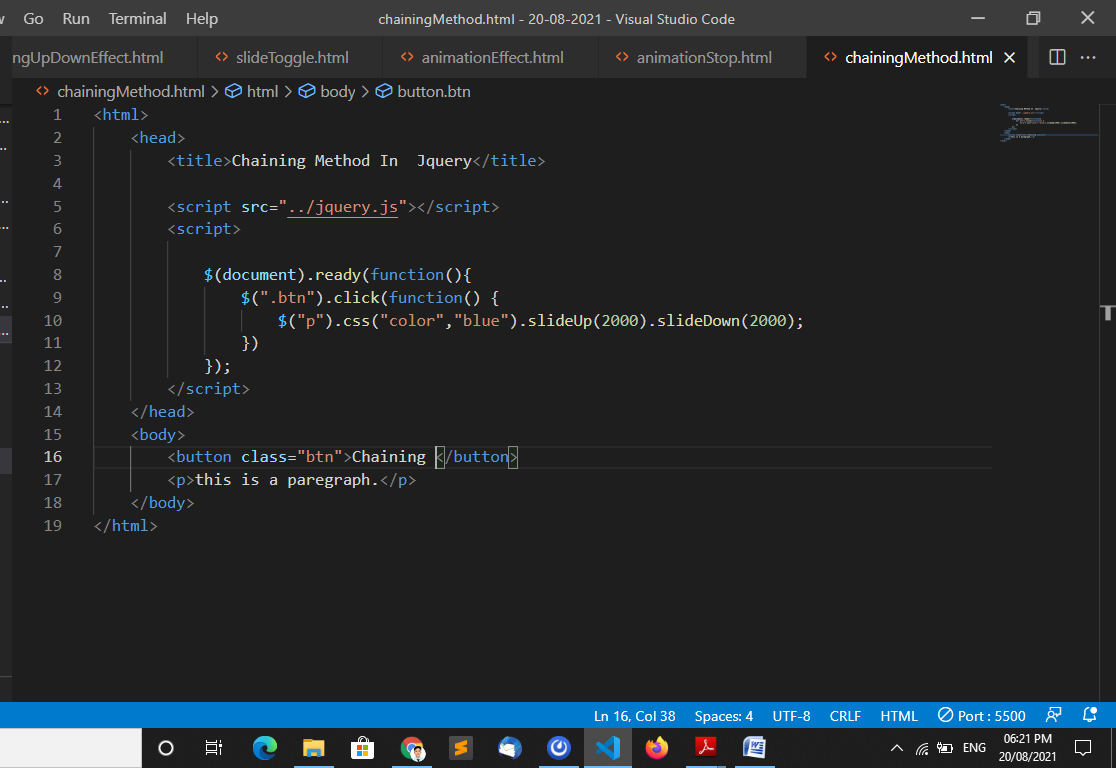 Go Run Terminal Help chainingMethod.html - 20-08-2021 - Visual Studio Code
ngUpDownEffect.html slideToggle.html animationEffect.html animationStop.html chainingMethod.html
chainingMethod.html > html > body > button.btn
1 <html>
2 <head>
3 <title>Chaining Method In  Jquery</title>
4
5 <script src="../jquery.js"></script>
6 <script>
7
8 $(document).ready(function(){
9 $(".btn").click(function() {
10 $("p").css("color","blue").slideUp(2000).slideDown(2000);
11 })
12 });
13 </script>
14 </head>
15 <body>
16 <button class="btn">Chaining </button>
17 <p>this is a paregraph.</p>
18 </body>
19 </html>
Ln 16, Col 38 Spaces: 4 UTF-8 CRLF HTML Port : 5500
ENG 06:21 PM
20/08/2021